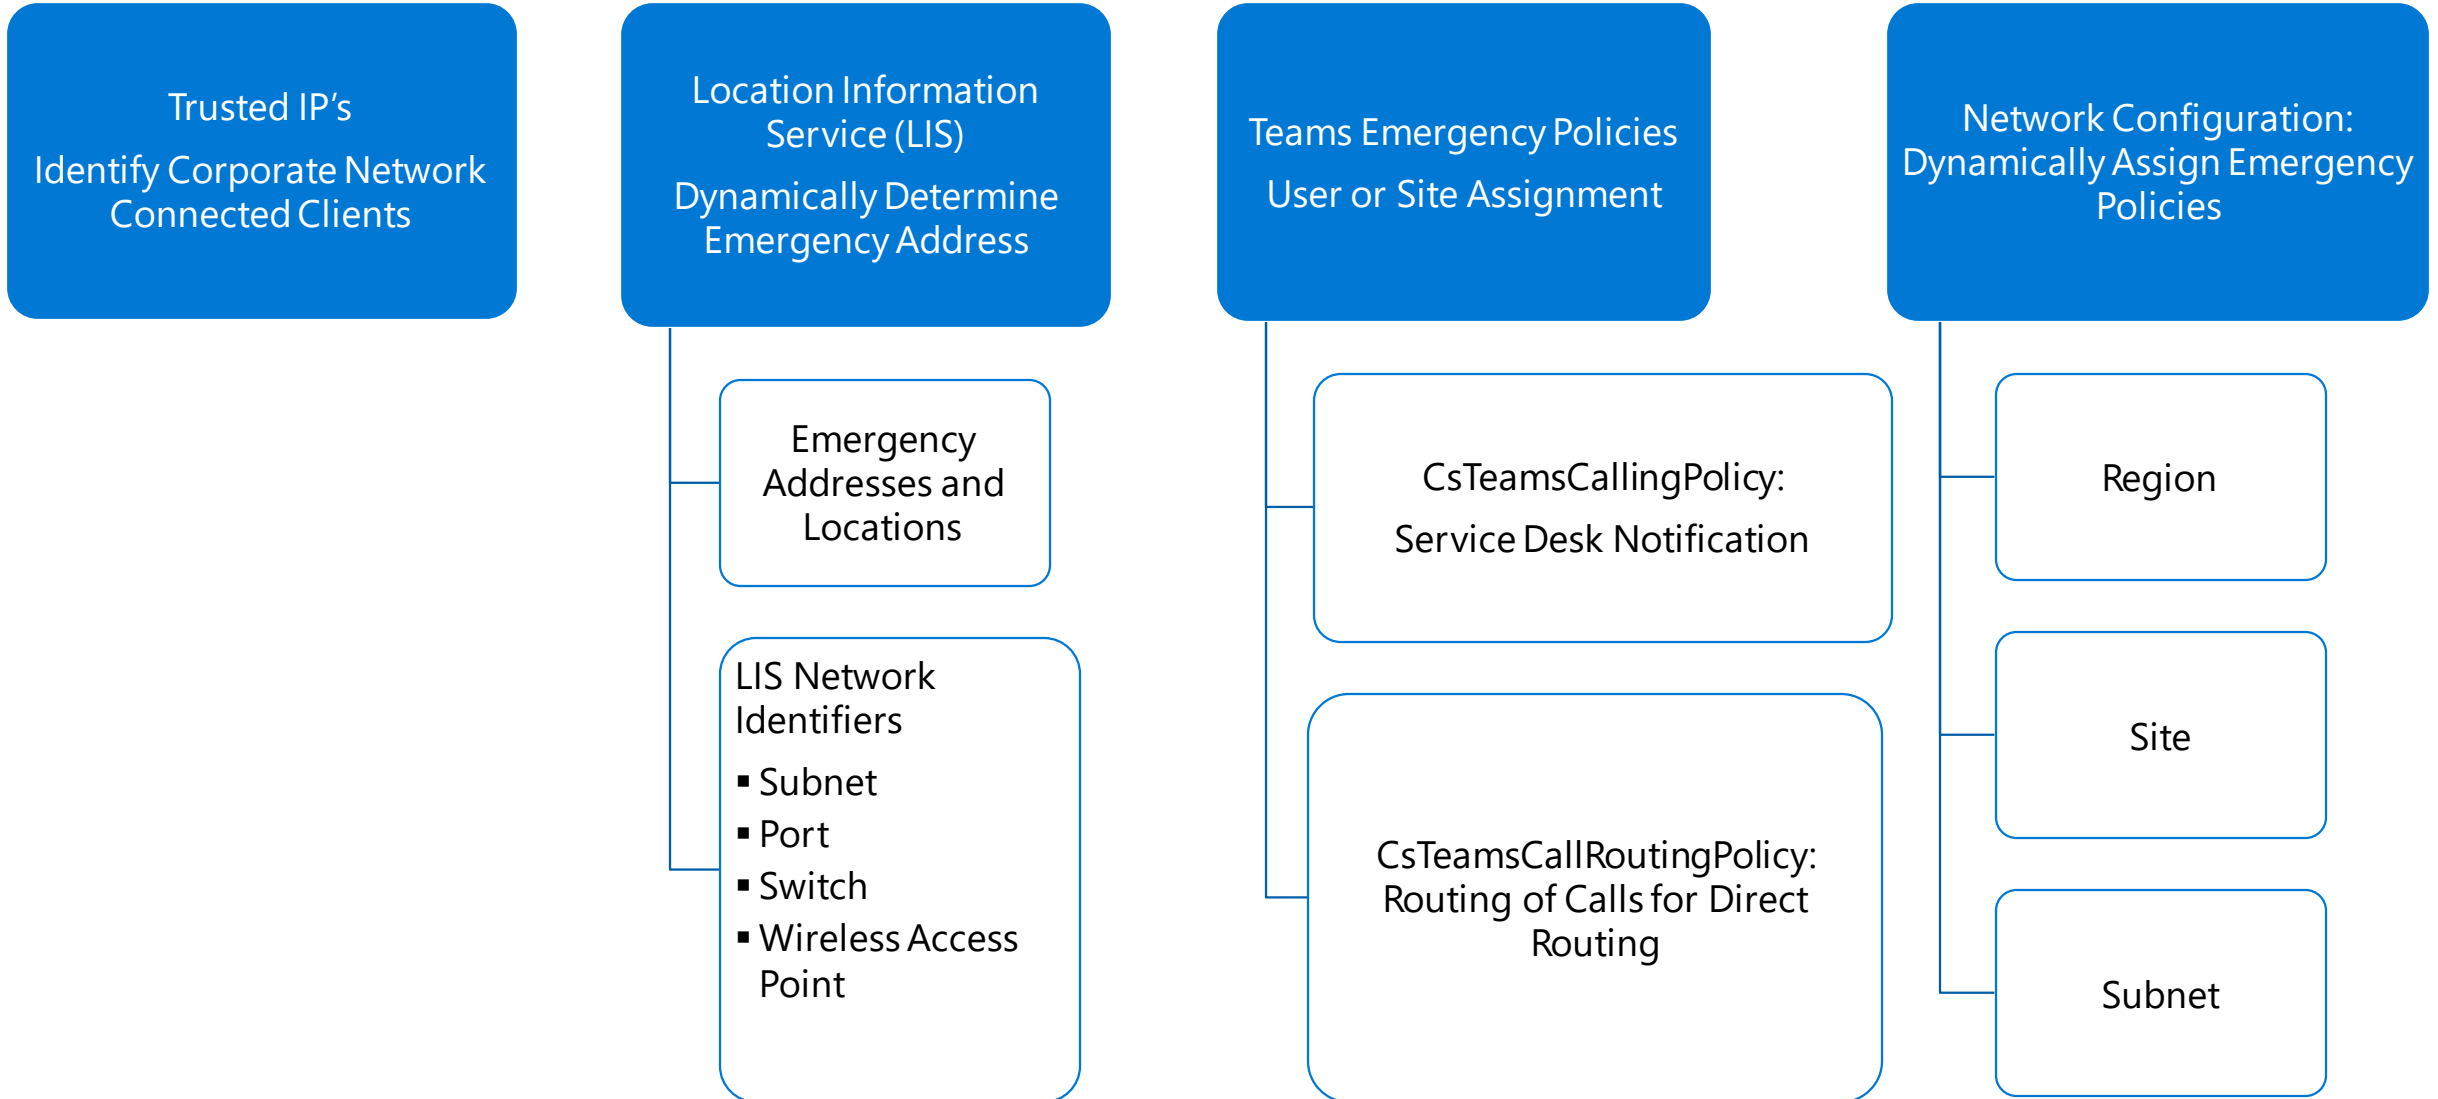 Trusted IP’s
Identify Corporate Network
Connected Clients
Location Information
Service (LIS)
Dynamically Determine
Emergency Address
Emergency
Addresses and
Locations
LIS Network
Identifiers
▪ Subnet
▪ Port
▪ Switch
▪ Wireless Access
Point
Teams Emergency Policies
User or Site Assignment
CsTeamsCallingPolicy:
Service Desk Notification
CsTeamsCallRoutingPolicy:
Routing of Calls for Direct
Routing
Network Configuration:
Dynamically Assign Emergency
Policies
Region
Site
Subnet